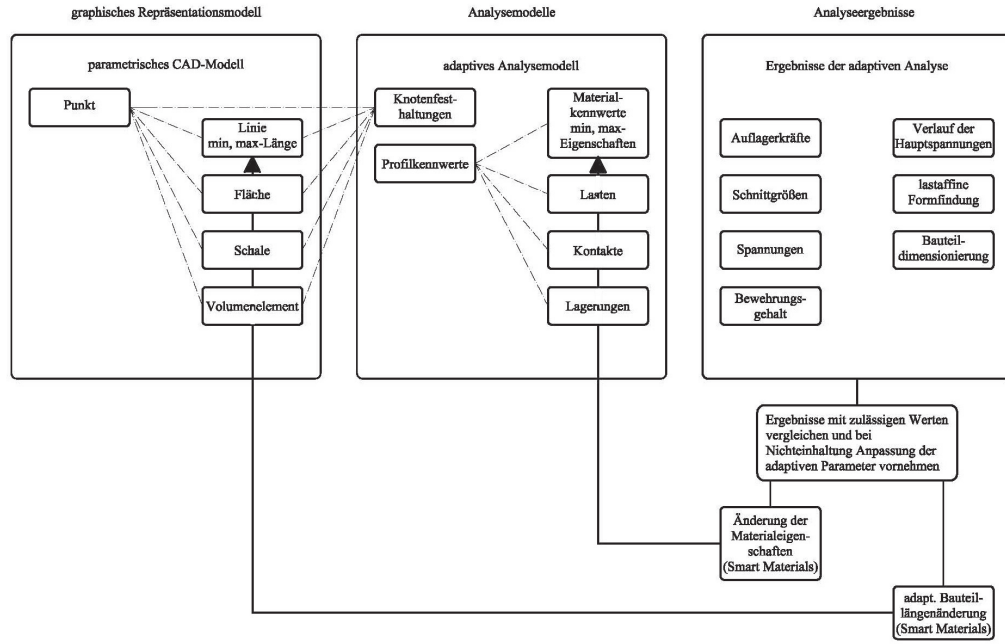 graphisches Repräsentationsmodell
parametrisches CAD-Modell
Punkt
Linie
min, max-Länge
Fläche
Schale
Volumenelement
Analysemodelle
adaptives Analysemodell
Knotenfest-
haltungen
Profilkennwerte
Material-
kennwerte
min, max-
Eigenschaften
Lasten
Kontakte
Lagerungen
Analyseergebnisse
Ergebnisse der adaptiven Analyse
Auflagerkräfte
Schnittgrößen
Spannungen
Bewehrungs-
gehalt
Verlauf der
Hauptspannungen
lastaffine
Formfindung
Bauteil-
dimensionierung
Ergebnisse mit zulässigen Werten
vergleichen und bei
Nichteinhaltung Anpassung der
adaptiven Parameter vornehmen
Änderung der
Materialeigen-
schaften
(Smart Materials)
adapt. Bauteil-
längenänderung
(Smart Materials)